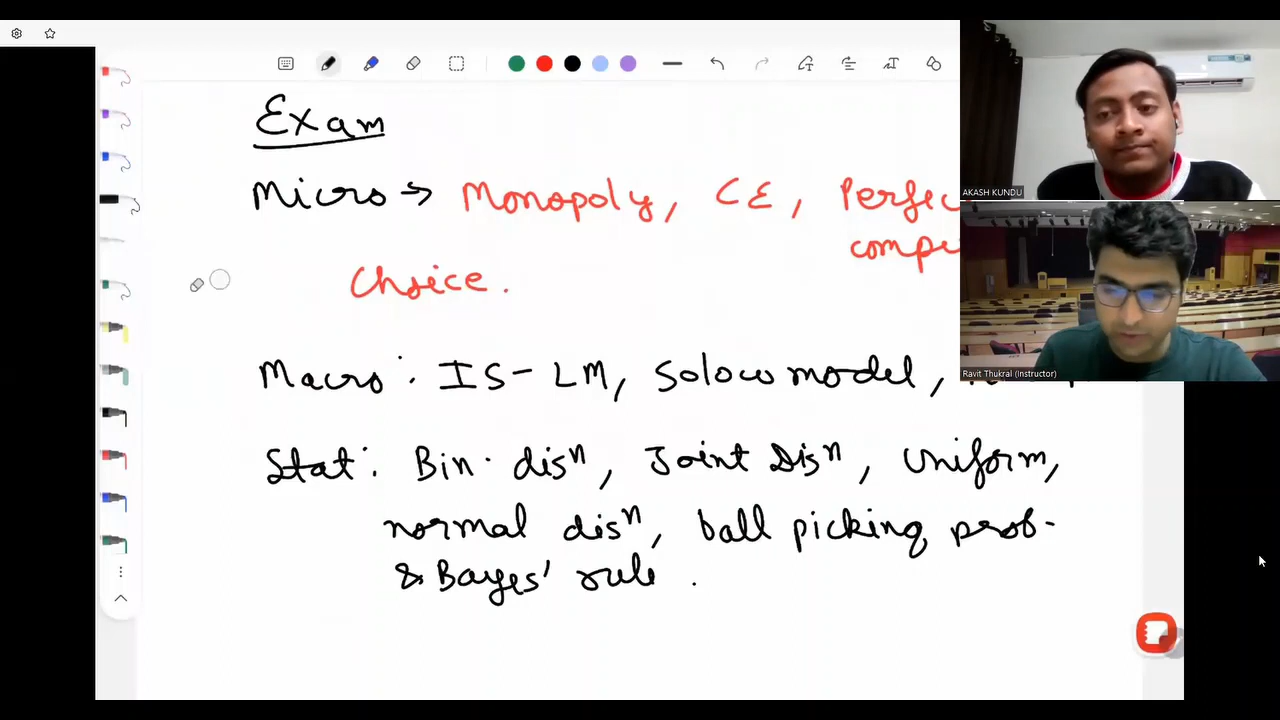 Exam
Micro → Monopoly, CE, Perfec
compe
Choice.
Macro: IS-LM, Solow model,
Stat: Bin. disⁿ, Joint Disⁿ, Uniform,
normal disⁿ, ball picking prob.
& Bayes' rule.
AKASH KUNDU
Ravit Thukral (Instructor)